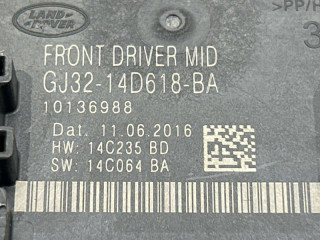 LAND ROVER
>PP/H
3
FRONT DRIVER MID
GJ32-14D618-BA
10136988
Dat. 11.06.2016
HW: 14C235 BD
SW: 14C064 BA